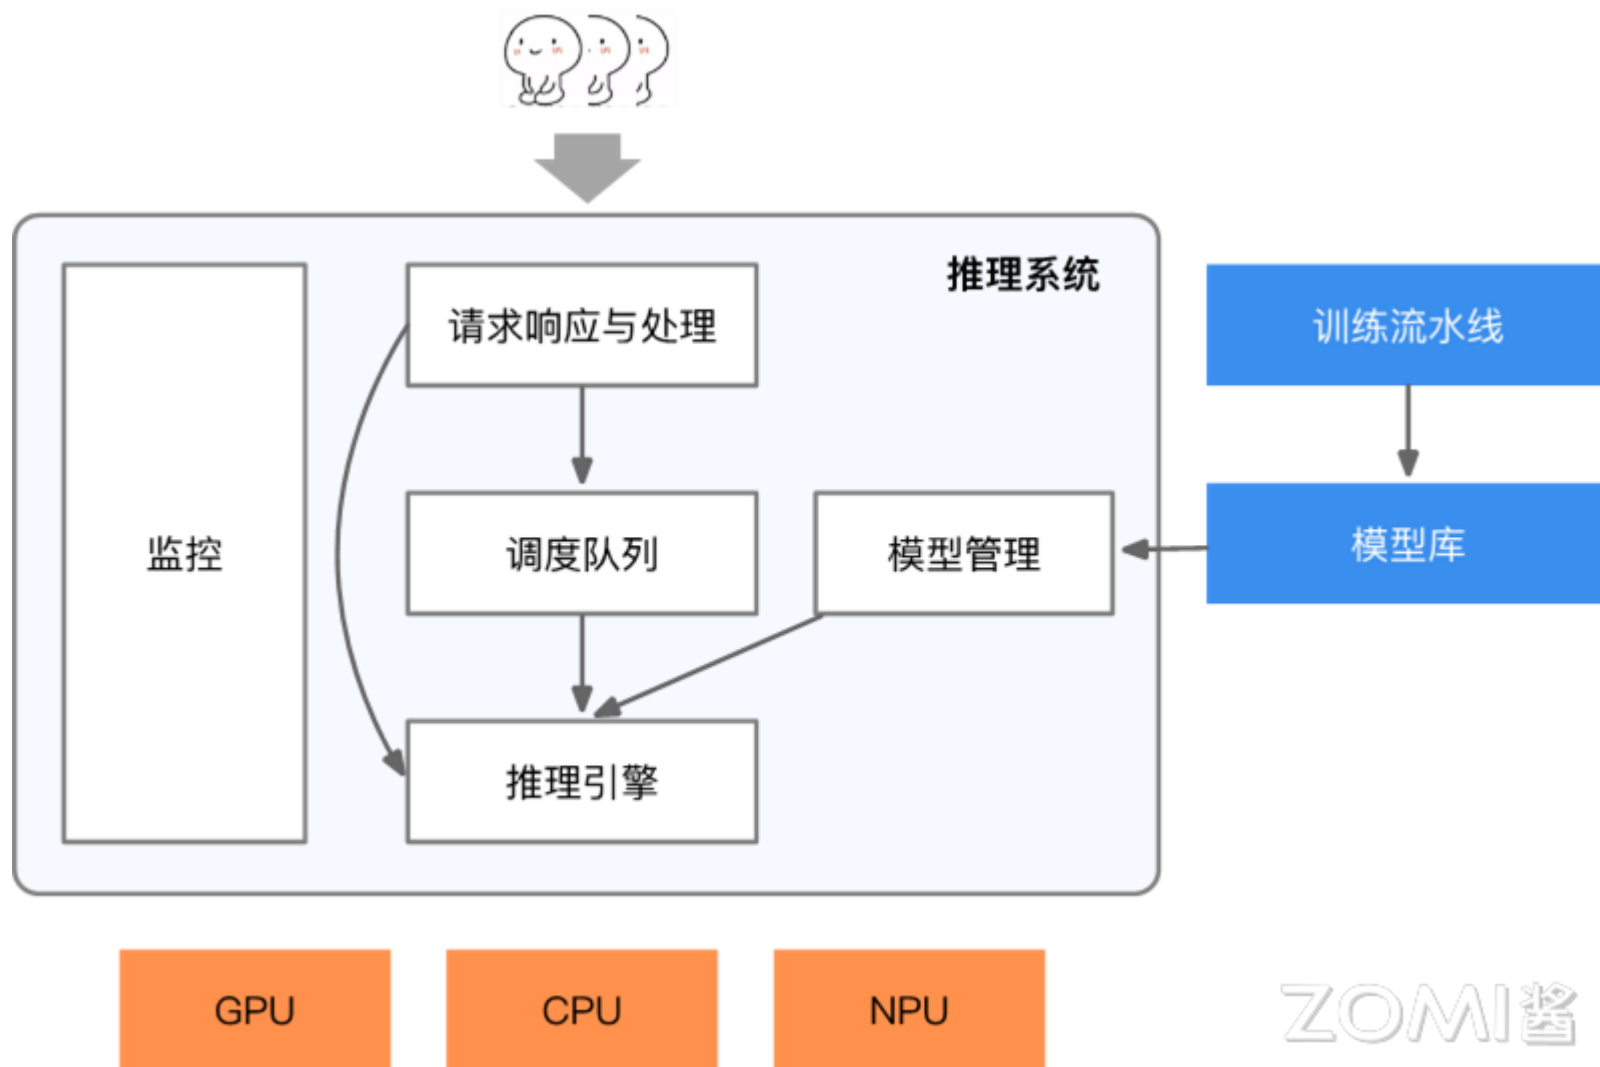 推理系统
请求响应与处理
训练流水线
监控
调度队列
模型管理
模型库
推理引擎
GPU
CPU
NPU
ZOMI酱